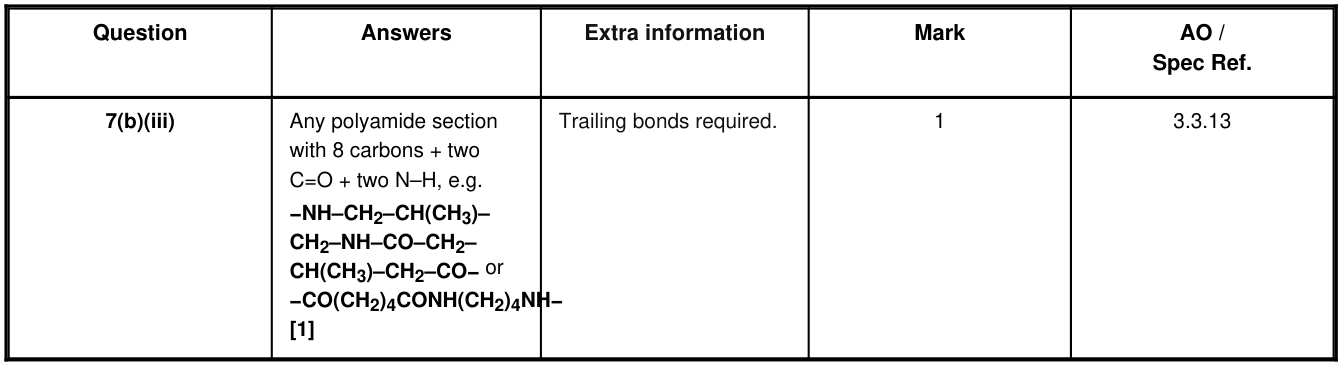 Question Answers Extra information Mark AO /
Spec Ref.
7(b)(iii) Any polyamide section Trailing bonds required. 1 3.3.13
with 8 carbons + two
C=O + two N–H, e.g.
–NH–CH₂–CH(CH₃)–
CH₂–NH–CO–CH₂–
CH(CH₃)–CH₂–CO– or
–CO(CH₂)₄CONH(CH₂)₄NH–
[1]